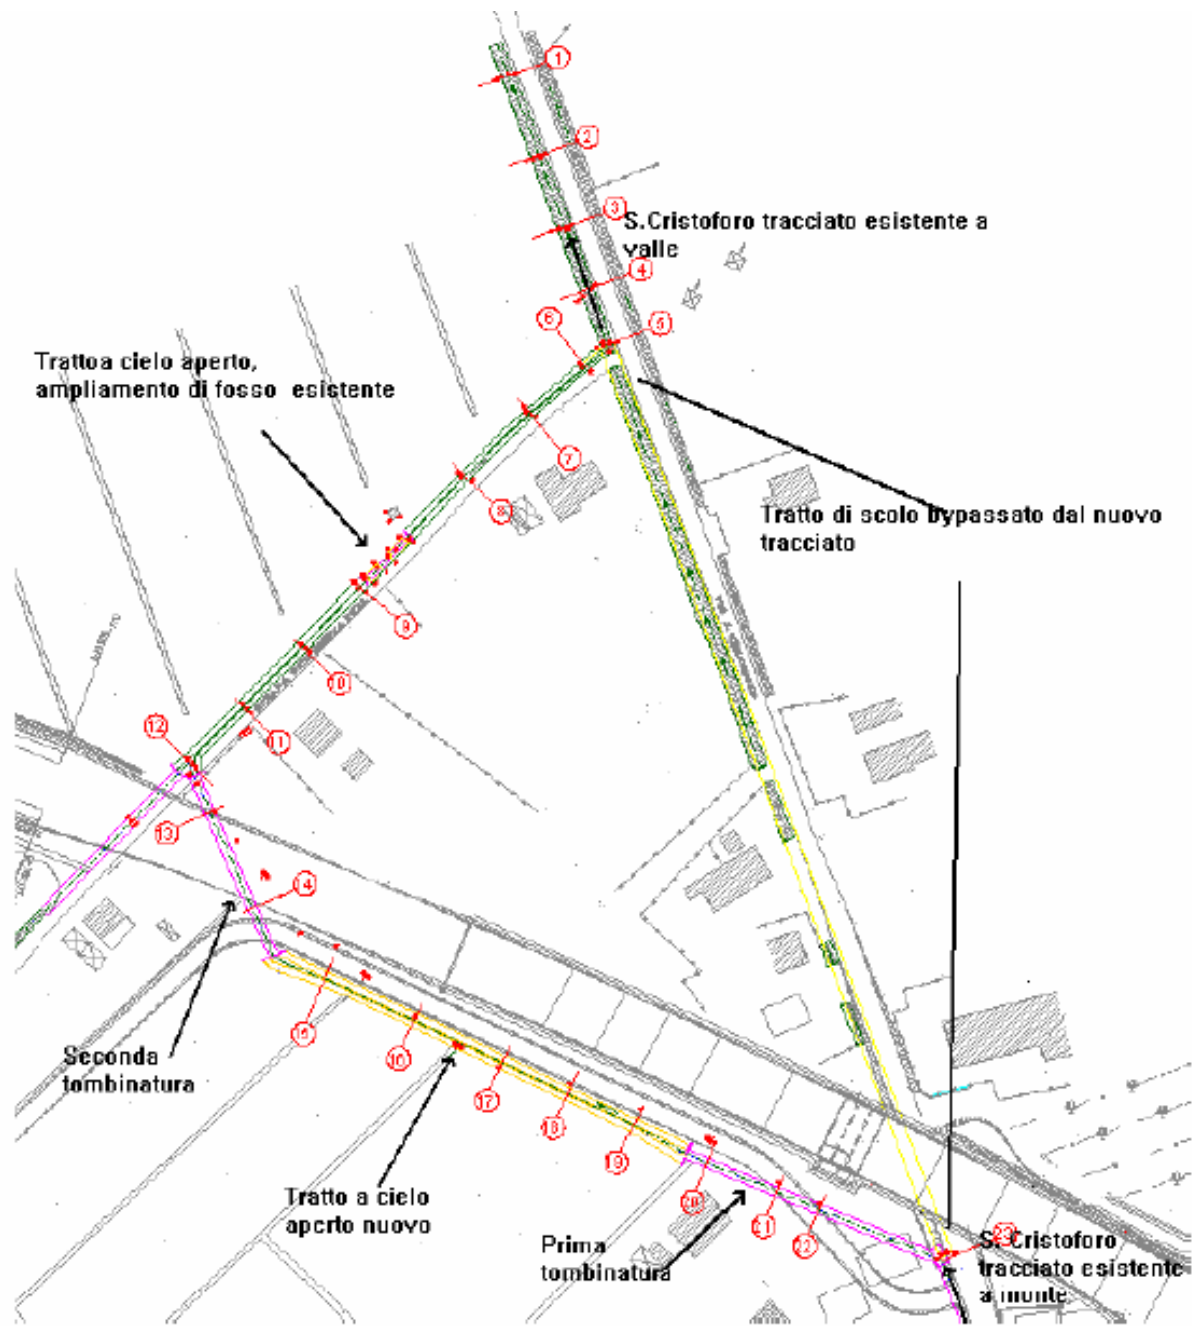 1
2
3
S.Cristoforo tracciato esistente a
valle
4
5
6
Trattoa cielo aperto,
ampliamento di fosso esistente
7
8
Tratto di scolo bypassato dal nuovo
tracciato
9
10
11
12
13
14
Seconda
tombinatura
15
16
17
18
19
20
21
22
23
Tratto a cielo
aperto nuovo
Prima
tombinatura
S. Cristoforo
tracciato esistente
a monte